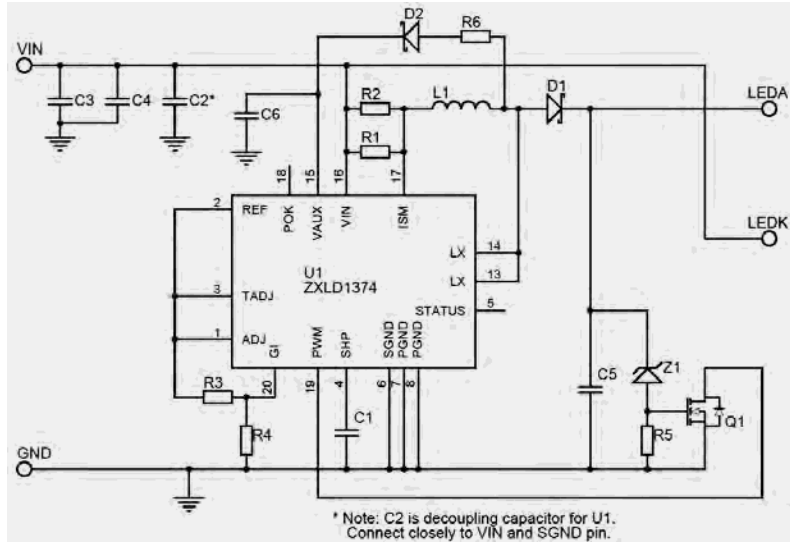 D2
R6
VIN
R2
L1
D1
LEDA
C3
C4
C2*
C6
R1
18
15
16
17
2
REF
POK
VAUX
VIN
ISM
LEDK
LX
14
U1
ZXLD1374
LX
13
3
TADJ
STATUS
5
1
ADJ
GI
PWM
SHP
SGND
PGND
PGND
R3
20
19
4
6
7
8
C5
Z1
R4
C1
R5
Q1
GND
* Note: C2 is decoupling capacitor for U1.
Connect closely to VIN and SGND pin.